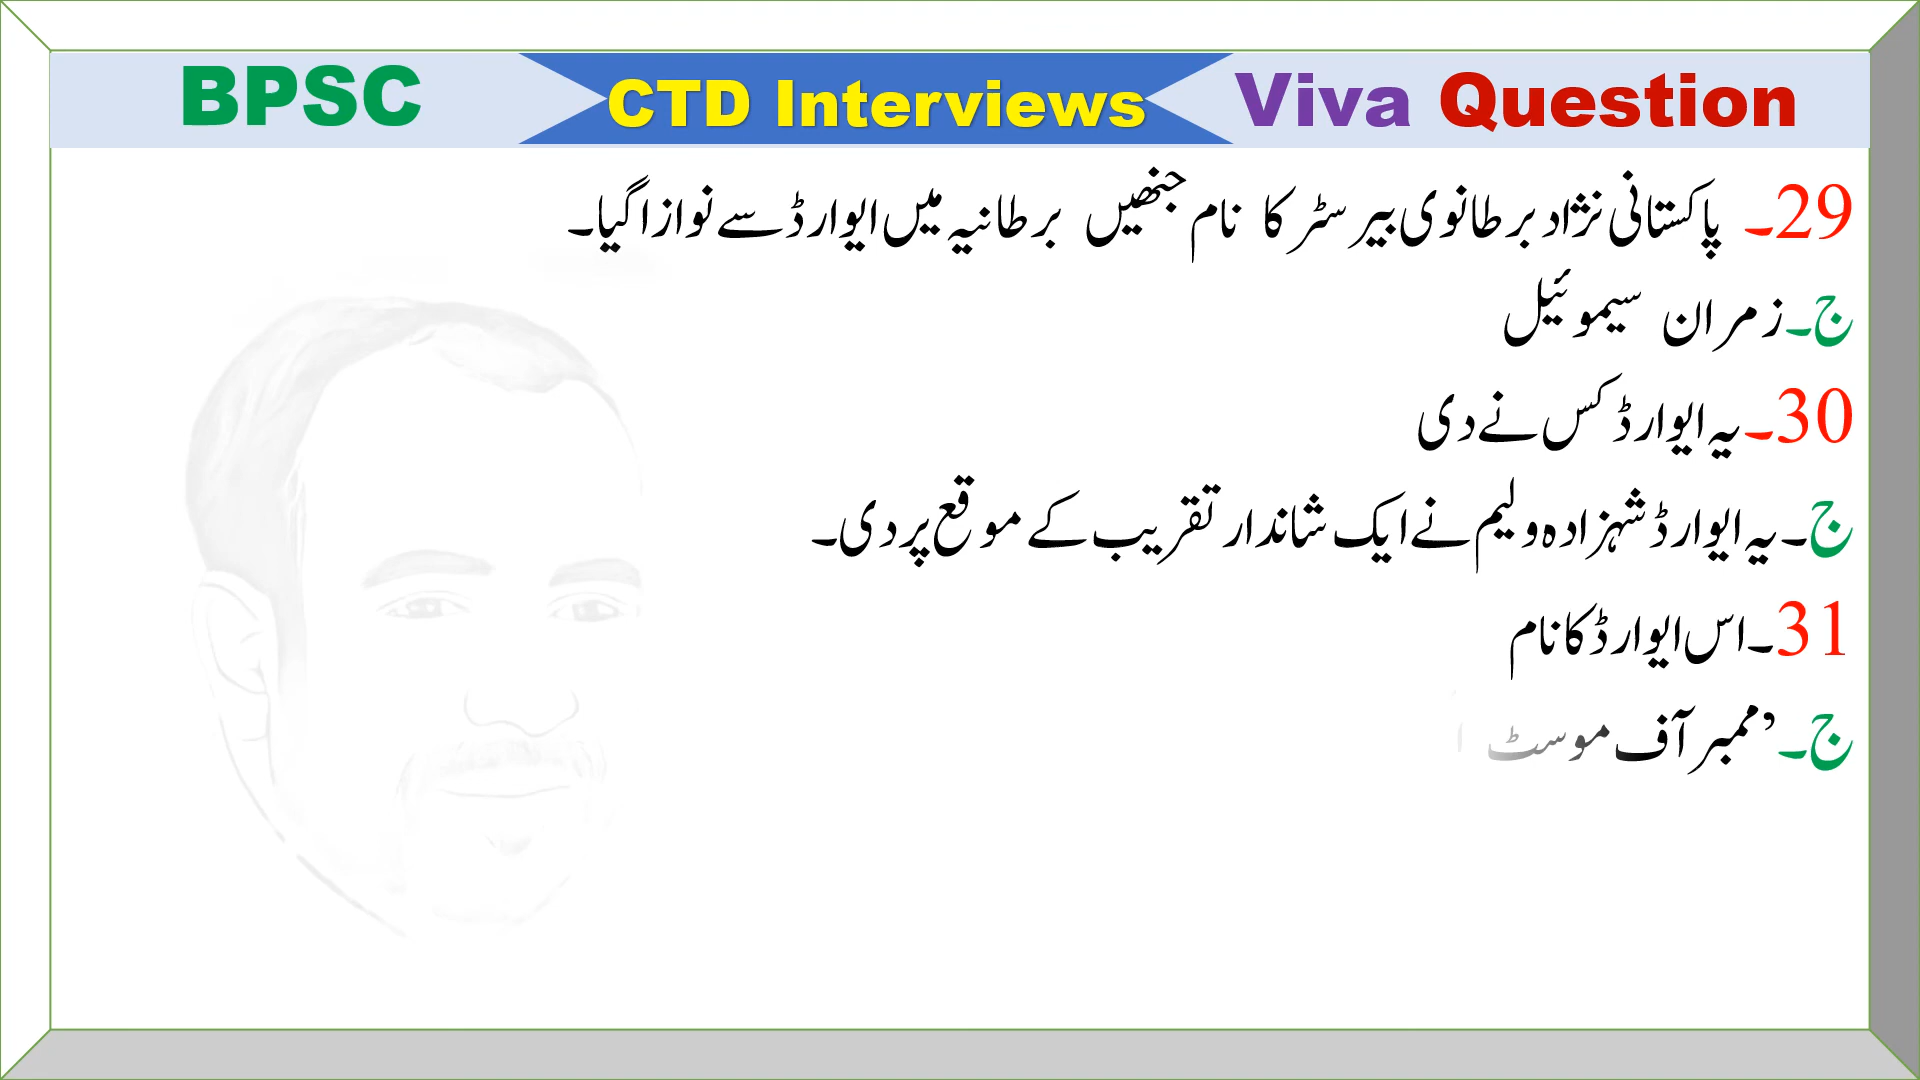 BPSC CTD Interviews Viva Question
29۔ پاکستانی نژاد برطانوی بیرسٹر کا نام جنھیں برطانیہ میں ایوارڈ سے نوازا گیا۔
ج۔ زمران سیموئیل
30۔ یہ ایوارڈ کس نے دی
ج۔ یہ ایوارڈ شہزادہ ولیم نے ایک شاندار تقریب کے موقع پر دی۔
31۔ اس ایوارڈ کا نام
ج۔ ’ممبر آف موسٹ